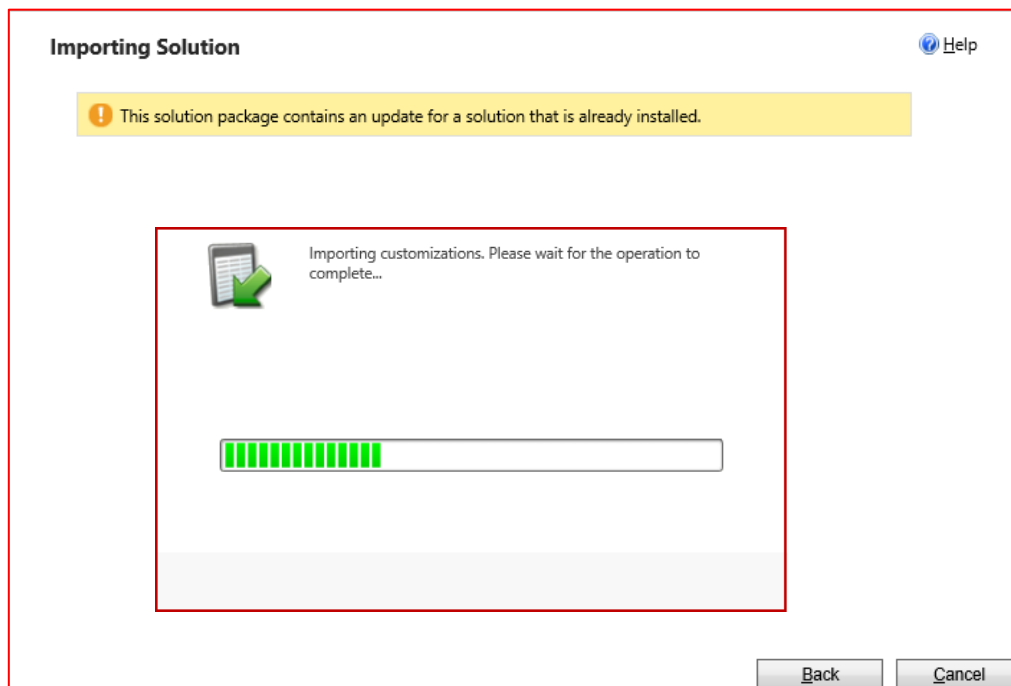 Importing Solution
Help
This solution package contains an update for a solution that is already installed.
Importing customizations. Please wait for the operation to
complete...
Back
Cancel